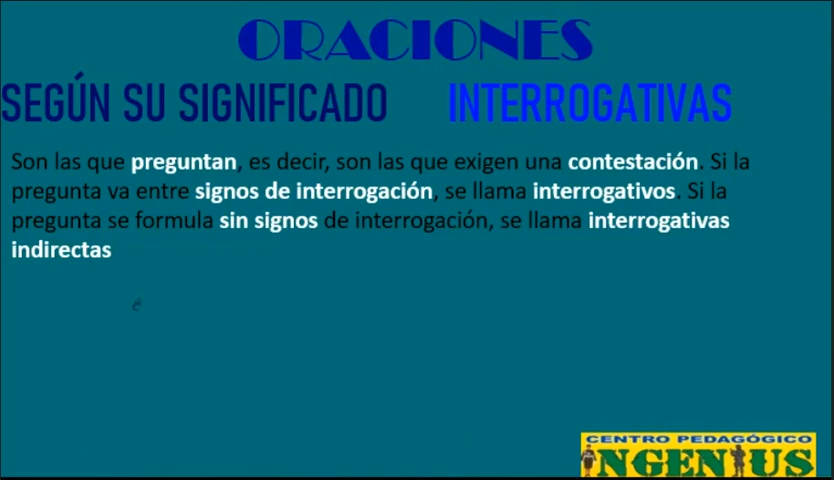 ORACIONES
SEGÚN SU SIGNIFICADO INTERROGATIVAS
Son las que preguntan, es decir, son las que exigen una contestación. Si la
pregunta va entre signos de interrogación, se llama interrogativos. Si la
pregunta se formula sin signos de interrogación, se llama interrogativas
indirectas
CENTRO PEDAGÓGICO
INGENIUS